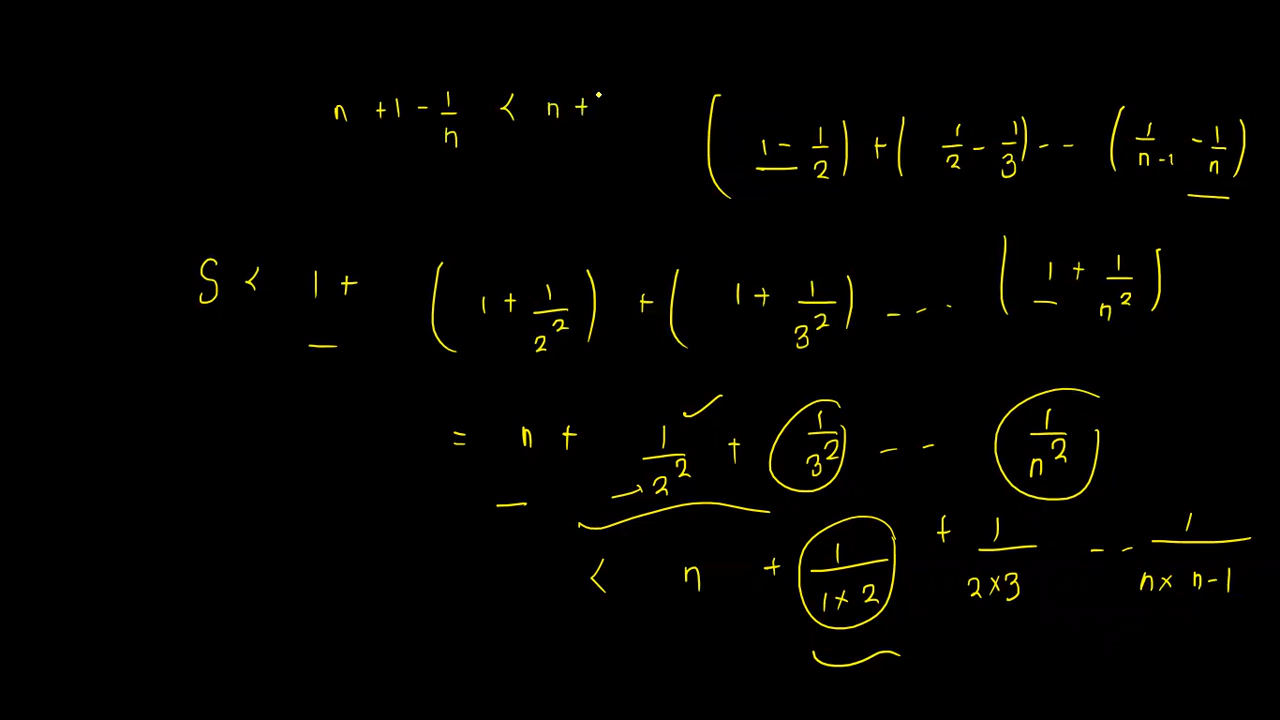 n + 1 - 1/n < n +
( 1 - 1/2 ) + ( 1/2 - 1/3 ) -- ( 1/n-1 - 1/n )
S < 1 + ( 1 + 1/2² ) + ( 1 + 1/3² ) --- ( 1 + 1/n² )
= n + 1/2² + 1/3² -- 1/n²
< n + 1/1×2 + 1/2×3 -- 1/n× n-1